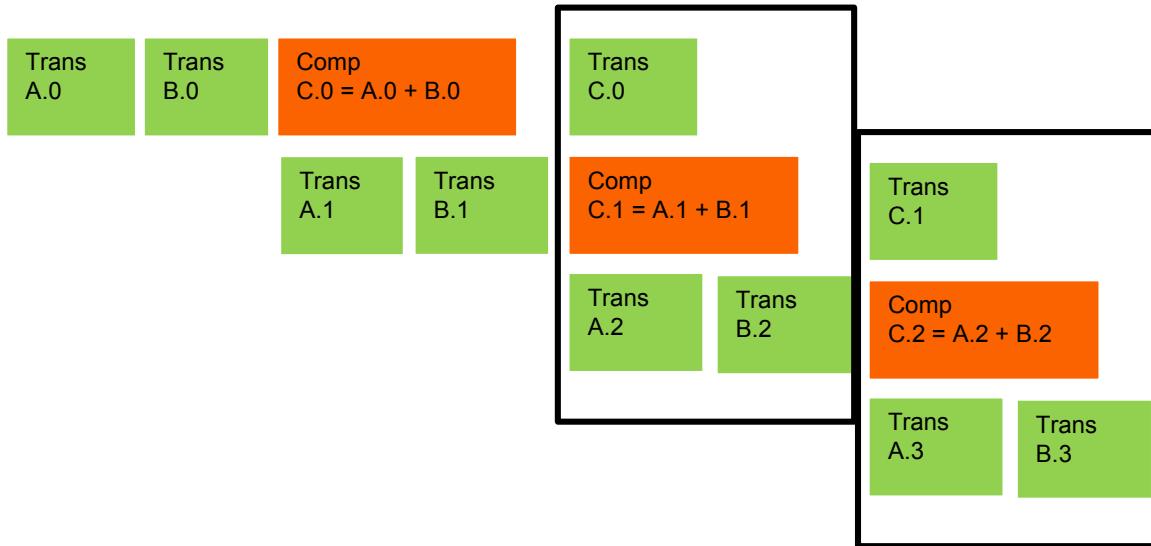 Trans
A.0
Trans
B.0
Comp
C.0 = A.0 + B.0
Trans
C.0
Trans
A.1
Trans
B.1
Comp
C.1 = A.1 + B.1
Trans
C.1
Trans
A.2
Trans
B.2
Comp
C.2 = A.2 + B.2
Trans
A.3
Trans
B.3